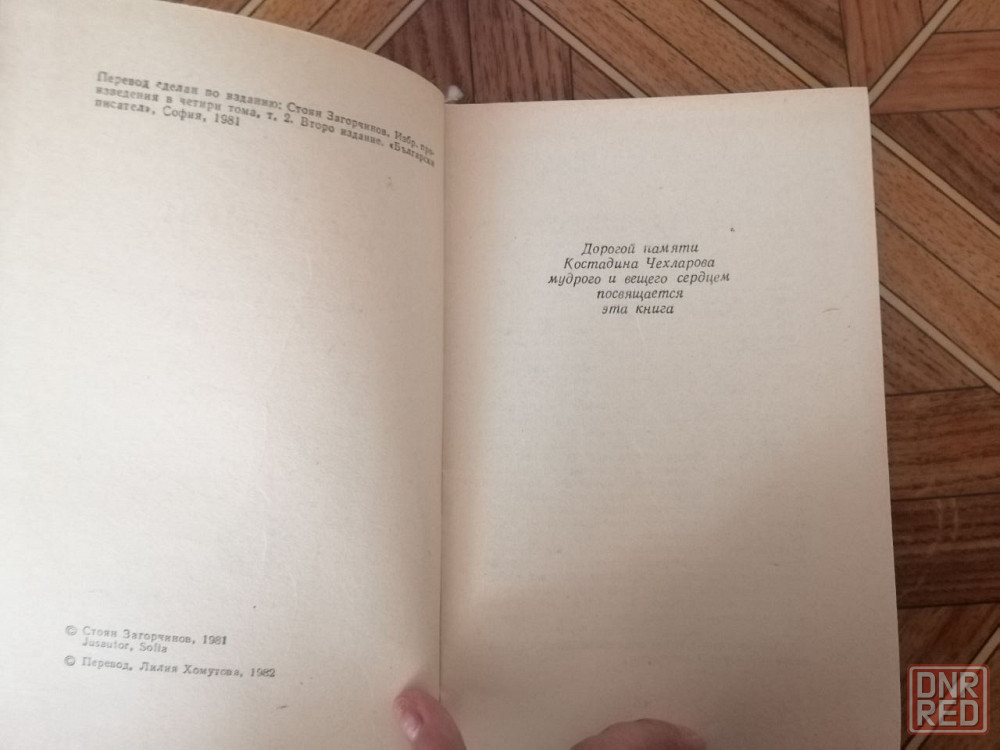 Перевод сделан по изданию: Стоян Загорчинов. Избр. про-
изведения в четири тома, т. 2. Второ издание. «Български
писател», София, 1981
© Стоян Загорчинов, 1981
Jusautor, Sofia
© Перевод, Лилия Хомутова, 1982
Дорогой памяти
Костадина Чехларова
мудрого и вещего сердцем
посвящается
эта книга
DNR
RED